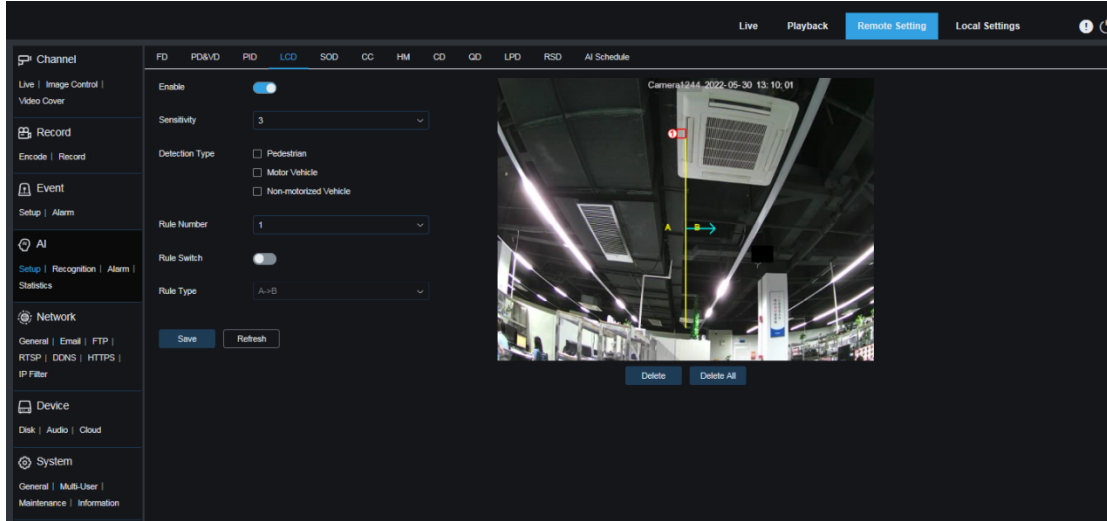 Live Playback Remote Setting Local Settings
Channel
Live | Image Control |
Video Cover
Record
Encode | Record
Event
Setup | Alarm
AI
Setup | Recognition | Alarm |
Statistics
Network
General | Email | FTP |
RTSP | DDNS | HTTPS |
IP Filter
Device
Disk | Audio | Cloud
System
General | Multi-User |
Maintenance | Information
FD PD&VD PID LCD SOD CC HM CD QD LPD RSD AI Schedule
Enable
Sensitivity 3
Detection Type Pedestrian
Motor Vehicle
Non-motorized Vehicle
Rule Number 1
Rule Switch
Rule Type A->B
Save Refresh
Camera1244 2022-05-30 13:10:01
1
A B
Delete Delete All